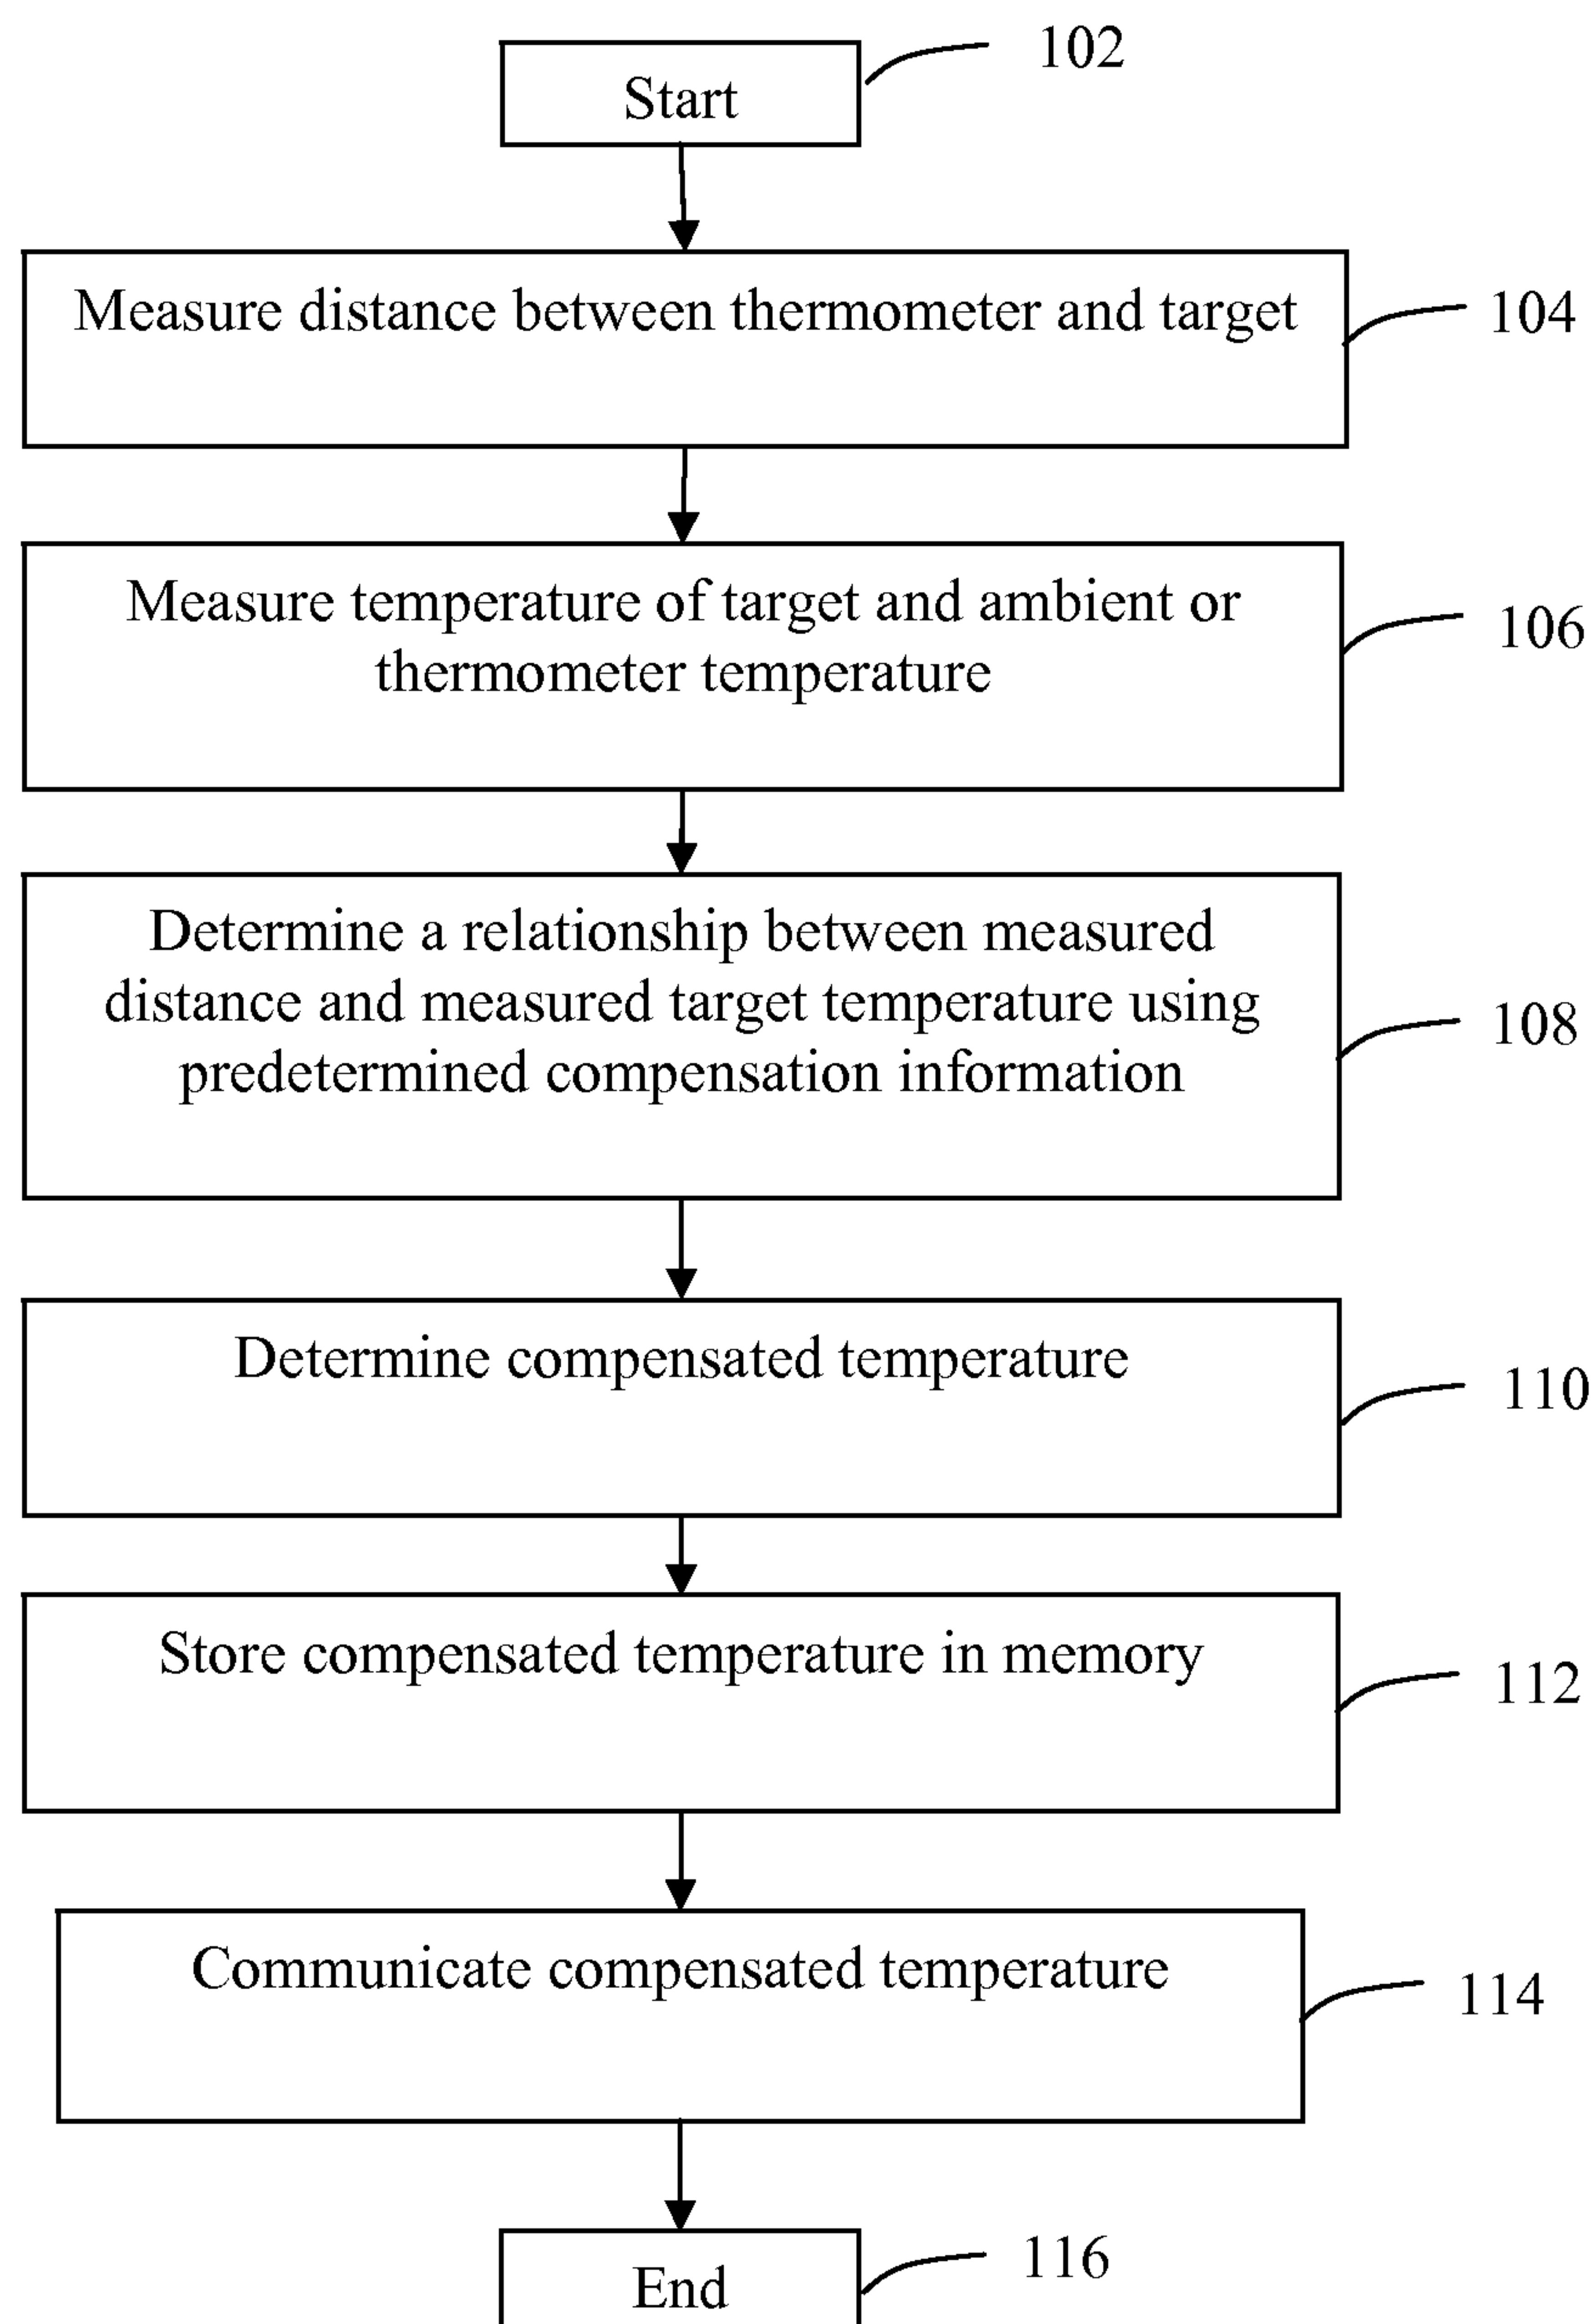 Start
102
Measure distance between thermometer and target
104
Measure temperature of target and ambient or
thermometer temperature
106
Determine a relationship between measured
distance and measured target temperature using
predetermined compensation information
108
Determine compensated temperature
110
Store compensated temperature in memory
112
Communicate compensated temperature
114
End
116